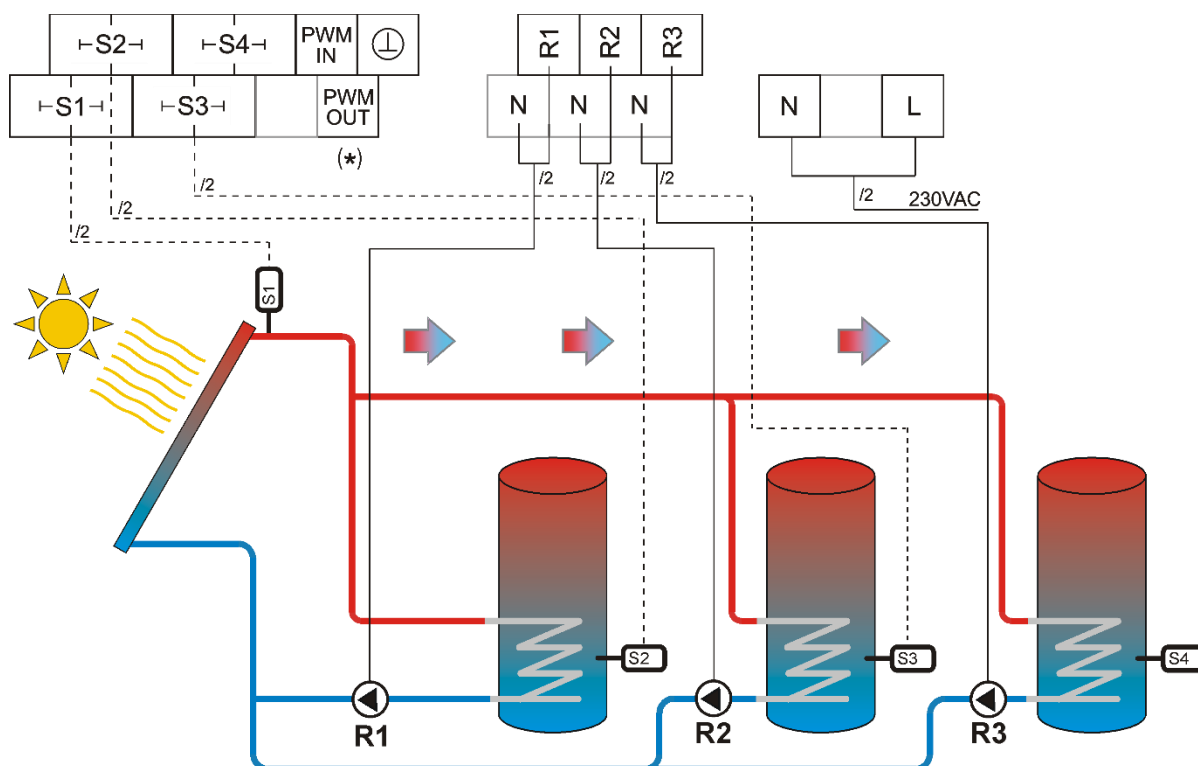 ⊢S2⊣ ⊢S4⊣ PWM IN
⊢S1⊣ ⊢S3⊣ PWM OUT
(*)
R1 R2 R3
N N N
N L
/2 /2 /2
/2 230VAC
/2 /2
/2
S1
S2 S3 S4
R1 R2 R3